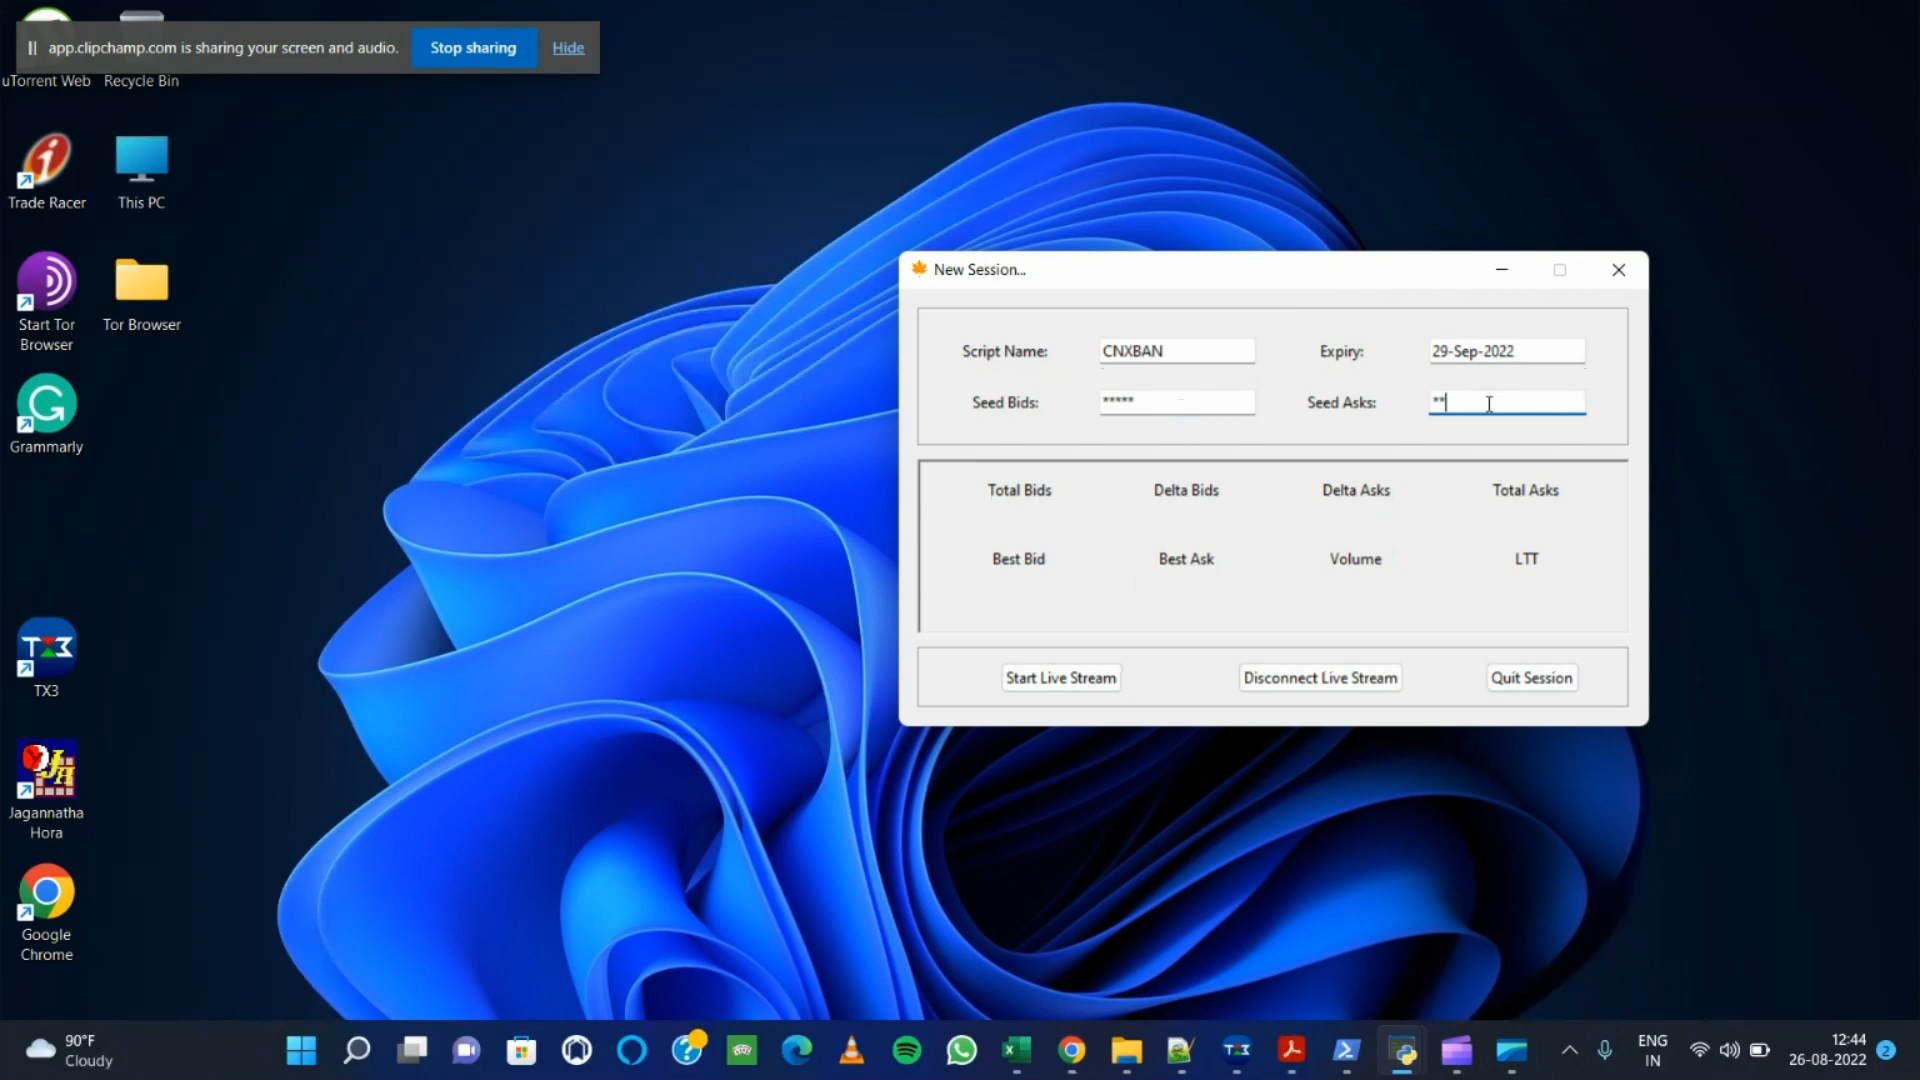 app.clipchamp.com is sharing your screen and audio.
Stop sharing
Hide
uTorrent Web
Recycle Bin
Trade Racer
This PC
Start Tor
Browser
Tor Browser
Grammarly
TX3
Jagannatha
Hora
Google
Chrome
New Session...
Script Name:
CNXBAN
Expiry:
29-Sep-2022
Seed Bids:
*****
Seed Asks:
**
Total Bids
Delta Bids
Delta Asks
Total Asks
Best Bid
Best Ask
Volume
LTT
Start Live Stream
Disconnect Live Stream
Quit Session
90°F
Cloudy
ENG
IN
12:44
26-08-2022
2